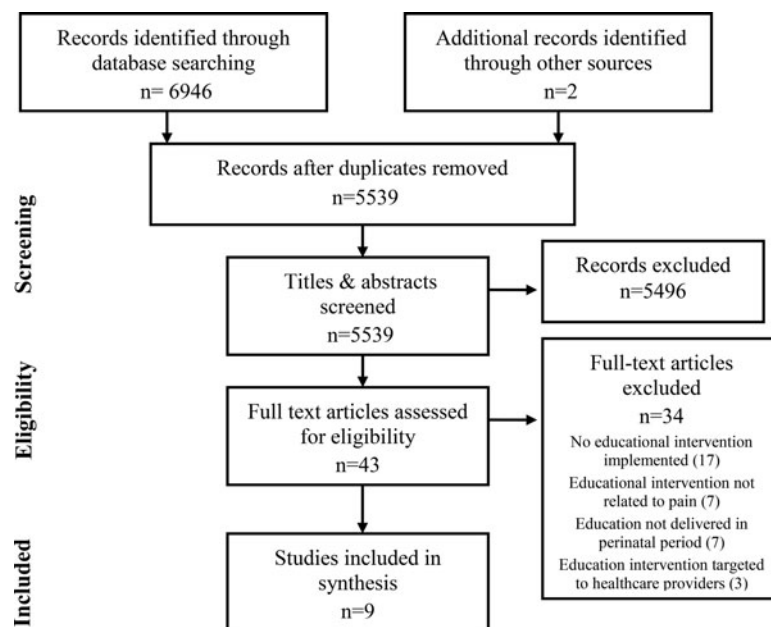 Records identified through
database searching
n= 6946
Additional records identified
through other sources
n=2
Records after duplicates removed
n=5539
Screening
Titles & abstracts
screened
n=5539
Records excluded
n=5496
Eligibility
Full text articles assessed
for eligibility
n=43
Full-text articles
excluded
n=34
No educational intervention
implemented (17)
Educational intervention not
related to pain (7)
Education not delivered in
perinatal period (7)
Education intervention targeted
to healthcare providers (3)
Included
Studies included in
synthesis
n=9